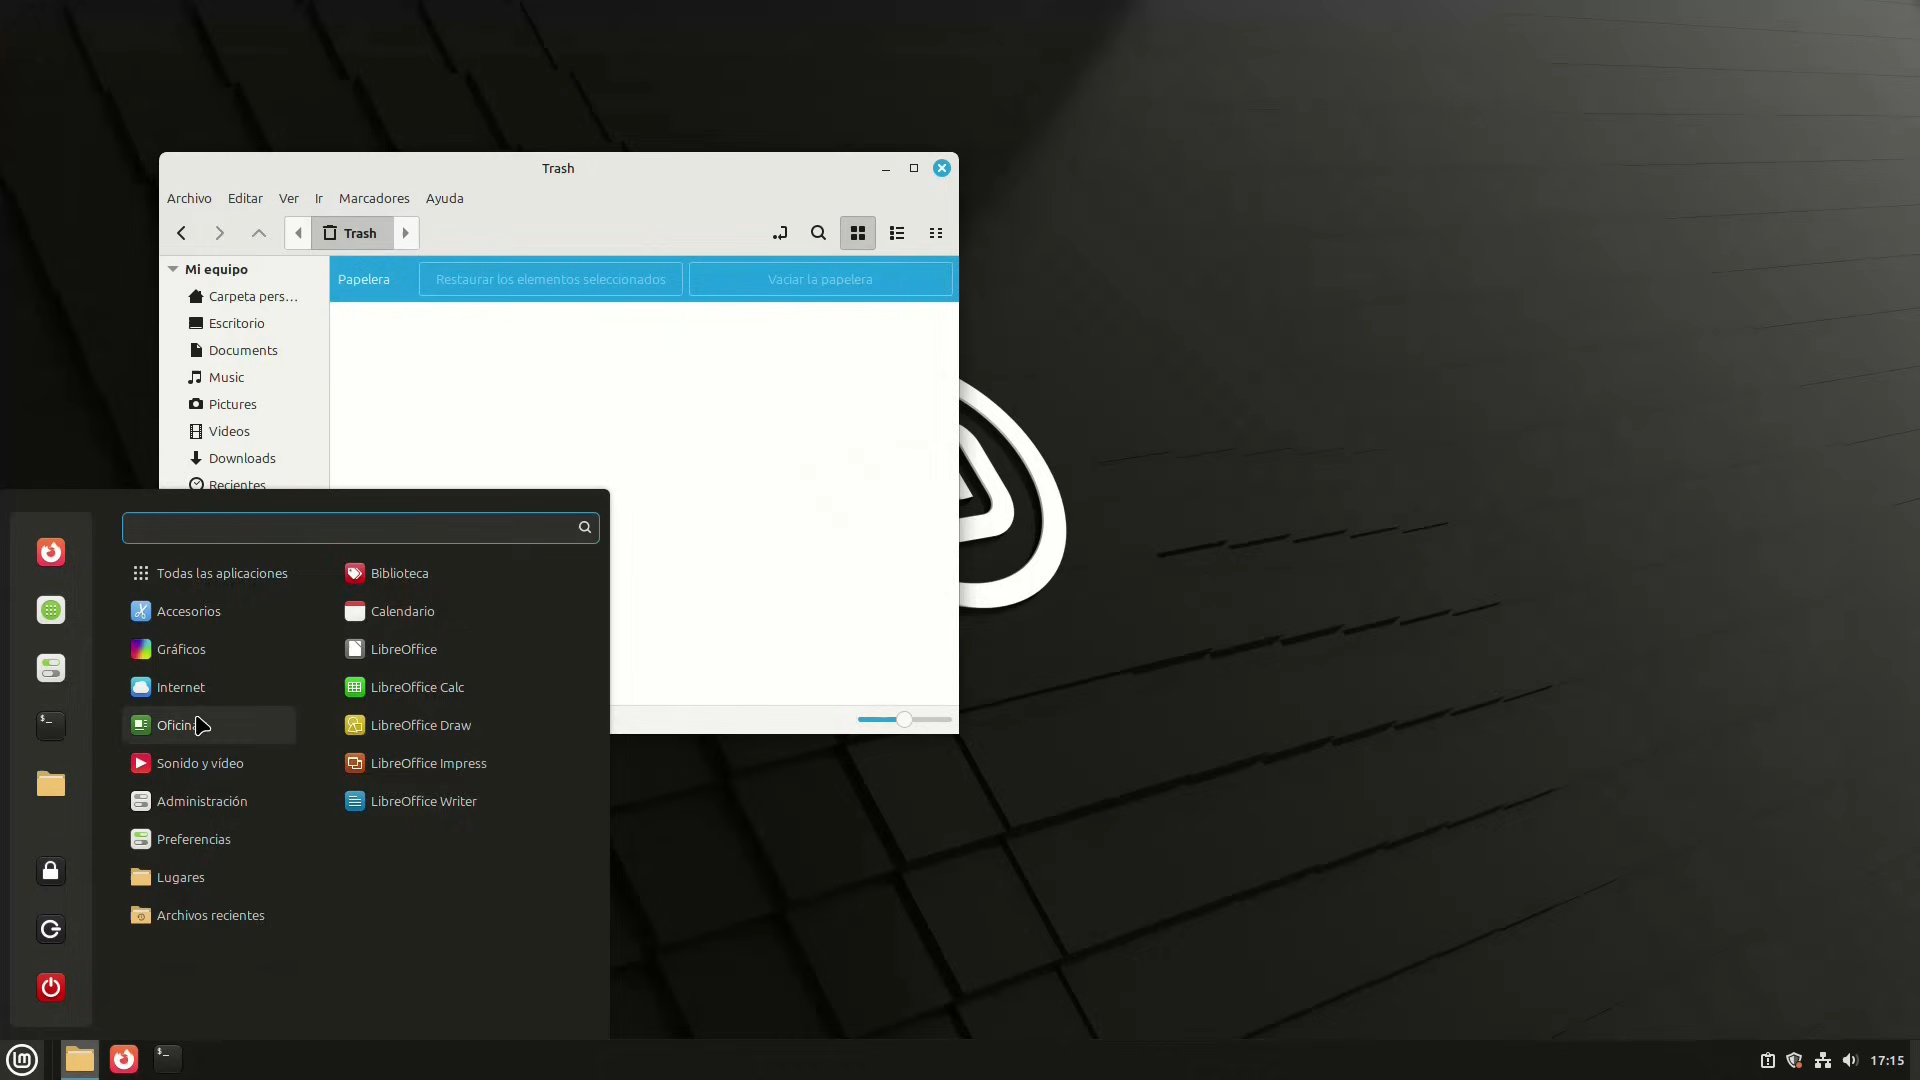 Trash
Archivo Editar Ver Ir Marcadores Ayuda
Trash
Mi equipo
Carpeta pers...
Escritorio
Documents
Music
Pictures
Videos
Downloads
Recientes
Papelera Restaurar los elementos seleccionados Vaciar la papelera
Todas las aplicaciones
Accesorios
Gráficos
Internet
Oficina
Sonido y vídeo
Administración
Preferencias
Lugares
Archivos recientes
Biblioteca
Calendario
LibreOffice
LibreOffice Calc
LibreOffice Draw
LibreOffice Impress
LibreOffice Writer
17:15